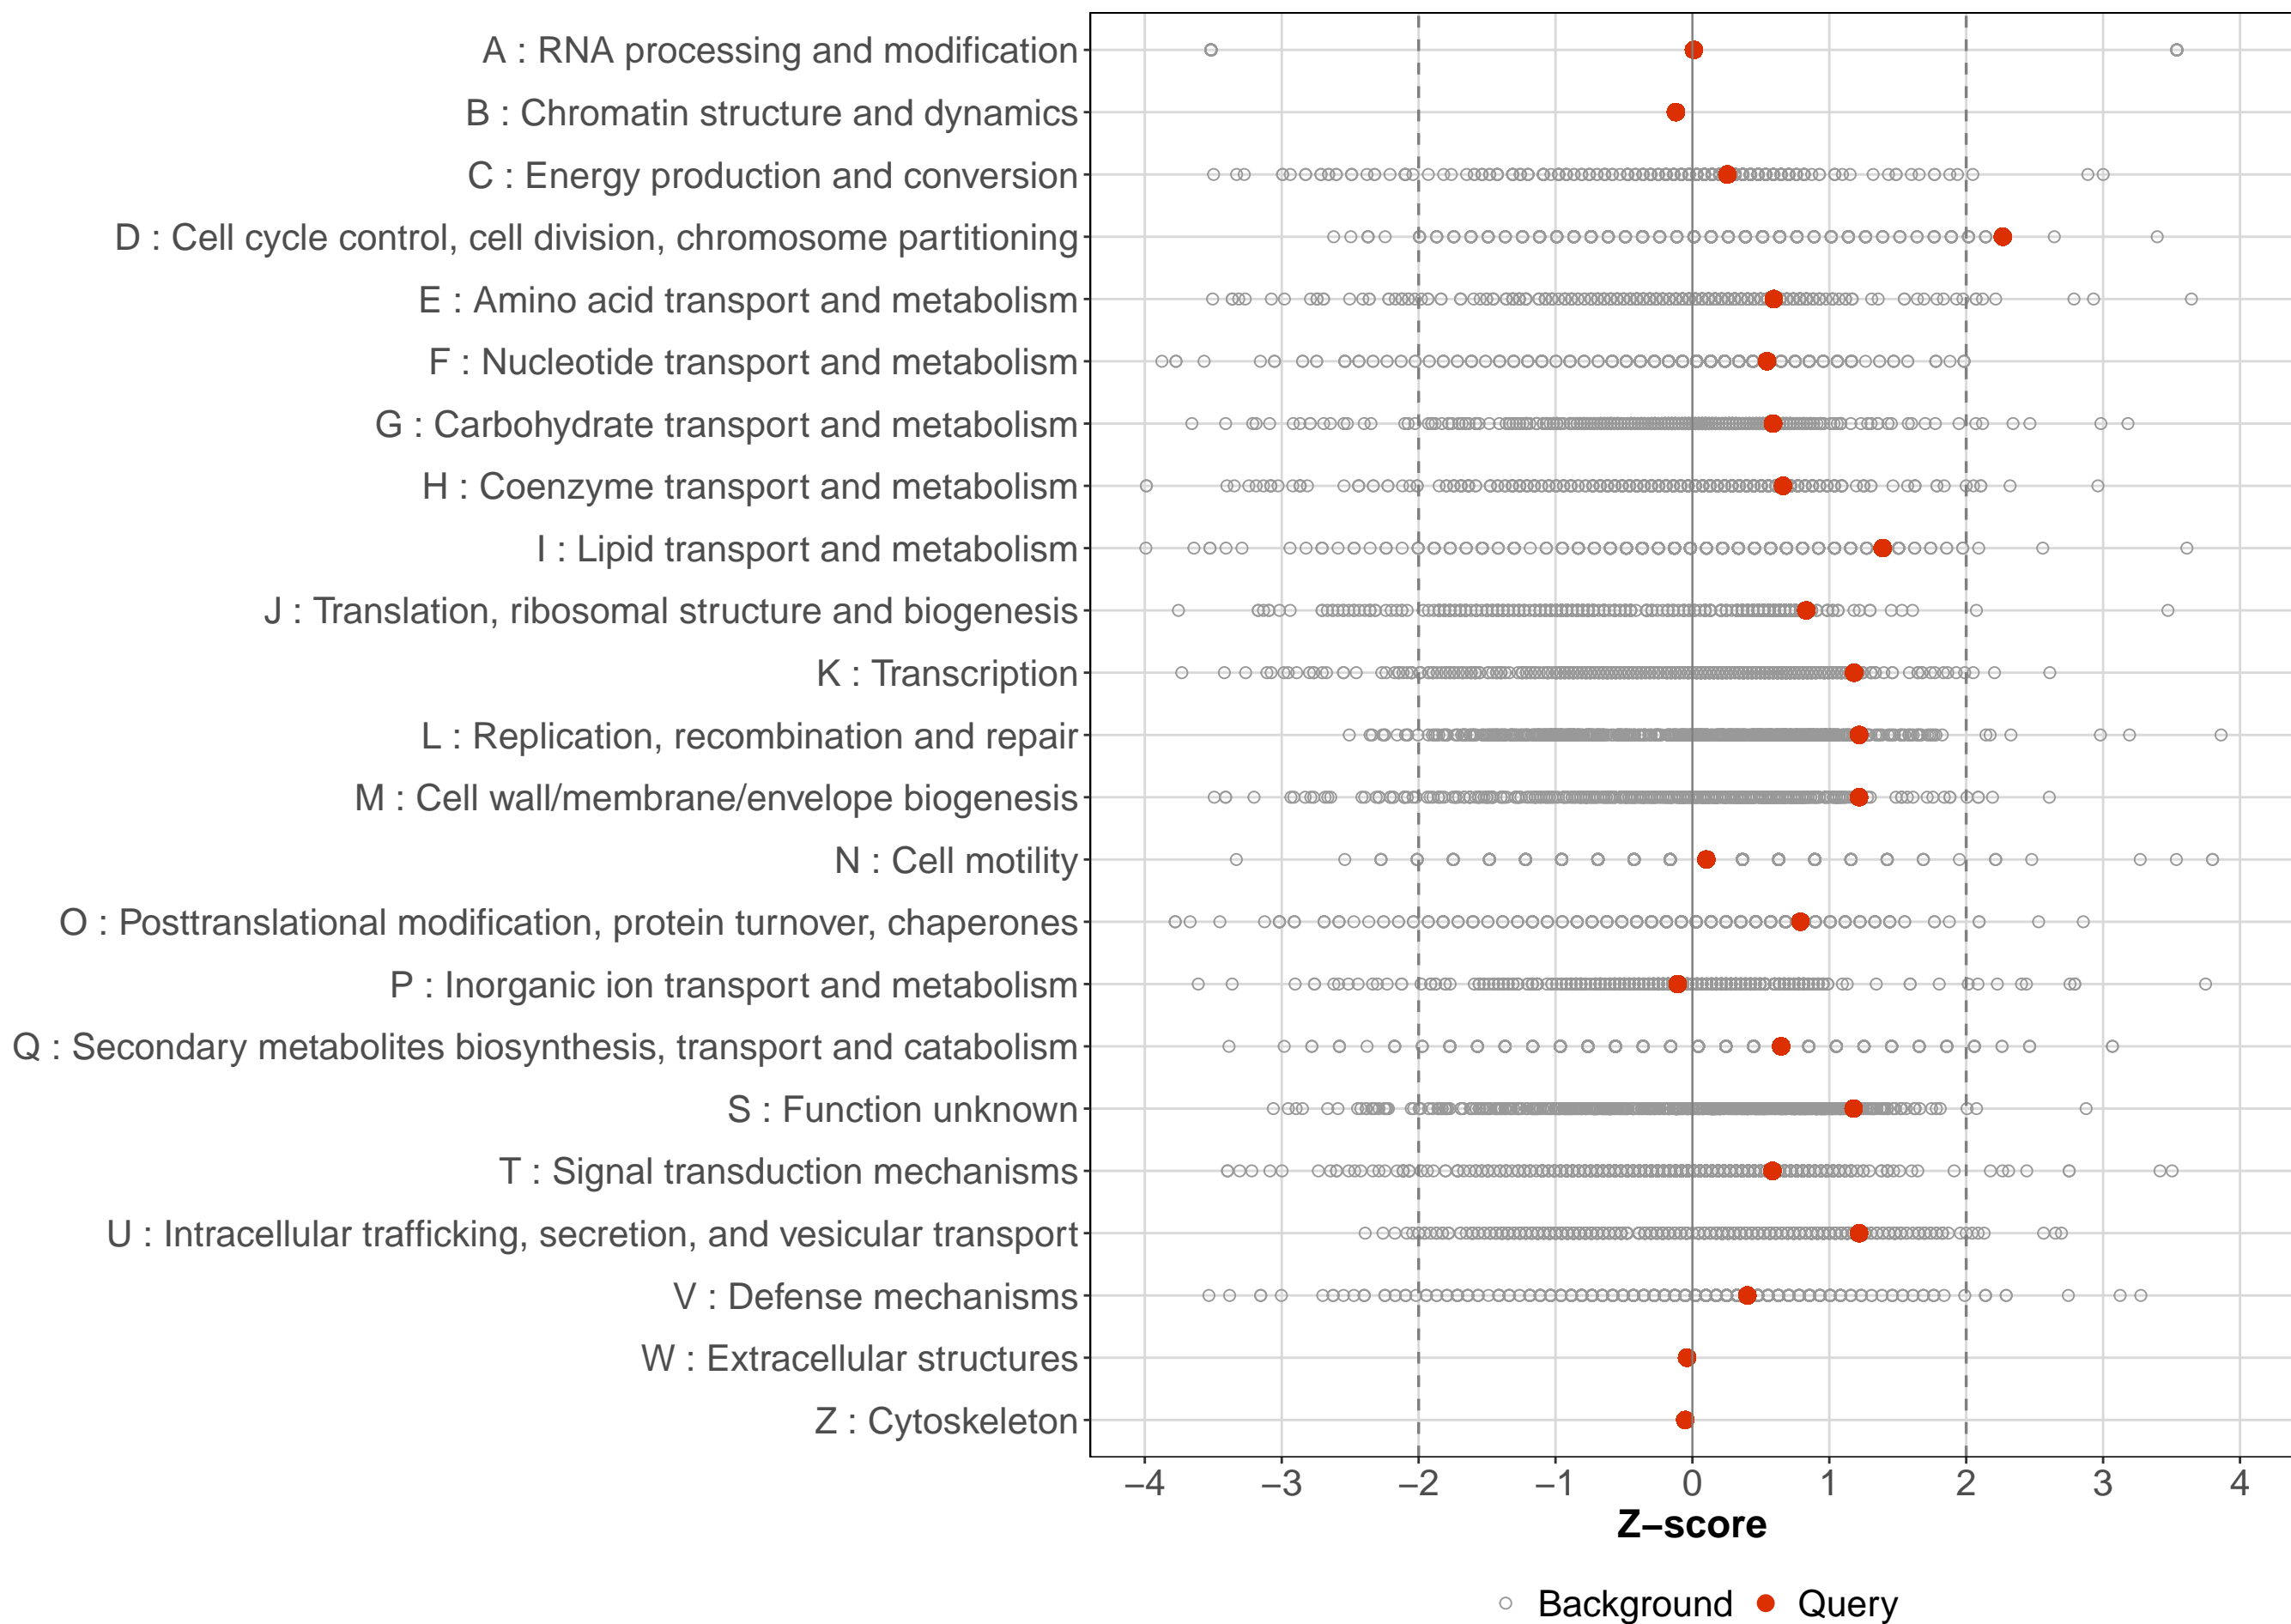 A : RNA processing and modification
B : Chromatin structure and dynamics
C : Energy production and conversion
D : Cell cycle control, cell division, chromosome partitioning
E : Amino acid transport and metabolism
F : Nucleotide transport and metabolism
G : Carbohydrate transport and metabolism
H : Coenzyme transport and metabolism
I : Lipid transport and metabolism
J : Translation, ribosomal structure and biogenesis
K : Transcription
L : Replication, recombination and repair
M : Cell wall/membrane/envelope biogenesis
N : Cell motility
O : Posttranslational modification, protein turnover, chaperones
P : Inorganic ion transport and metabolism
Q : Secondary metabolites biosynthesis, transport and catabolism
S : Function unknown
T : Signal transduction mechanisms
U : Intracellular trafficking, secretion, and vesicular transport
V : Defense mechanisms
W : Extracellular structures
Z : Cytoskeleton
−4 −3 −2 −1 0 1 2 3 4
Z−score
Background Query